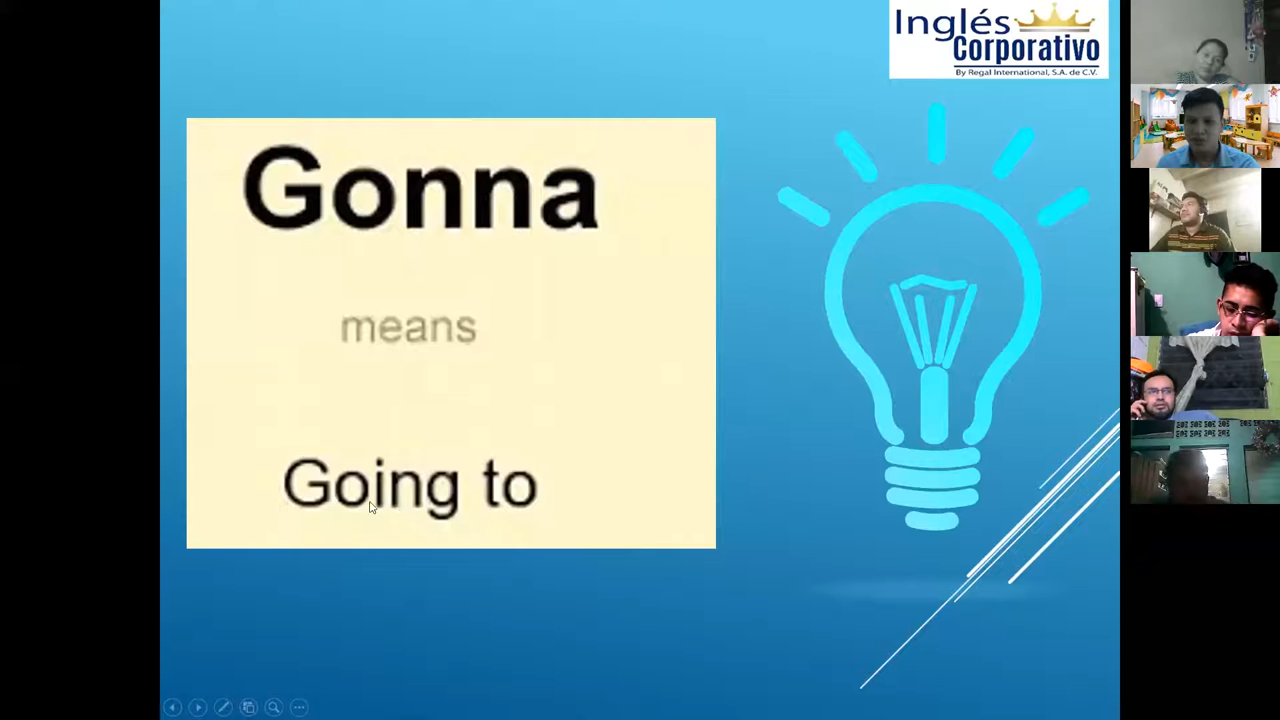 Inglés
Corporativo
By Regal International, S.A. de C.V.
Gonna
means
Going to